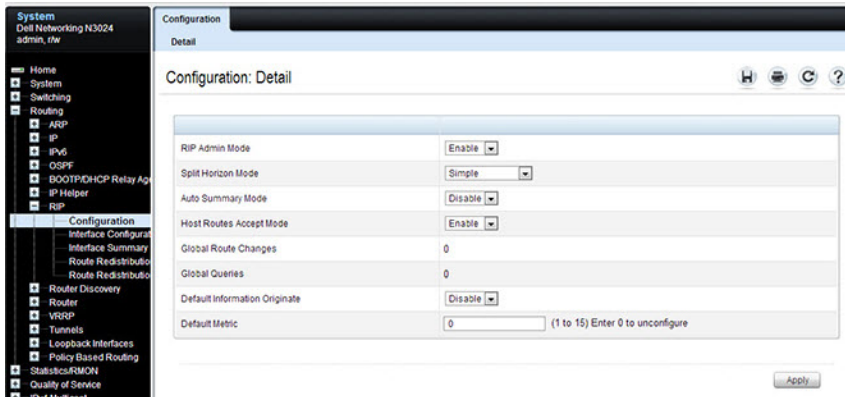 System
Dell Networking N3024
admin, r/w
Home
System
Switching
Routing
ARP
IP
IPv6
OSPF
BOOTP/DHCP Relay Age
IP Helper
RIP
Configuration
Interface Configurat
Interface Summary
Route Redistributio
Route Redistributio
Router Discovery
Router
VRRP
Tunnels
Loopback Interfaces
Policy Based Routing
Statistics/RMON
Quality of Service
Configuration
Detail
Configuration: Detail
H
C
?
RIP Admin Mode Enable
Split Horizon Mode Simple
Auto Summary Mode Disable
Host Routes Accept Mode Enable
Global Route Changes 0
Global Queries 0
Default Information Originate Disable
Default Metric 0 (1 to 15) Enter 0 to unconfigure
Apply